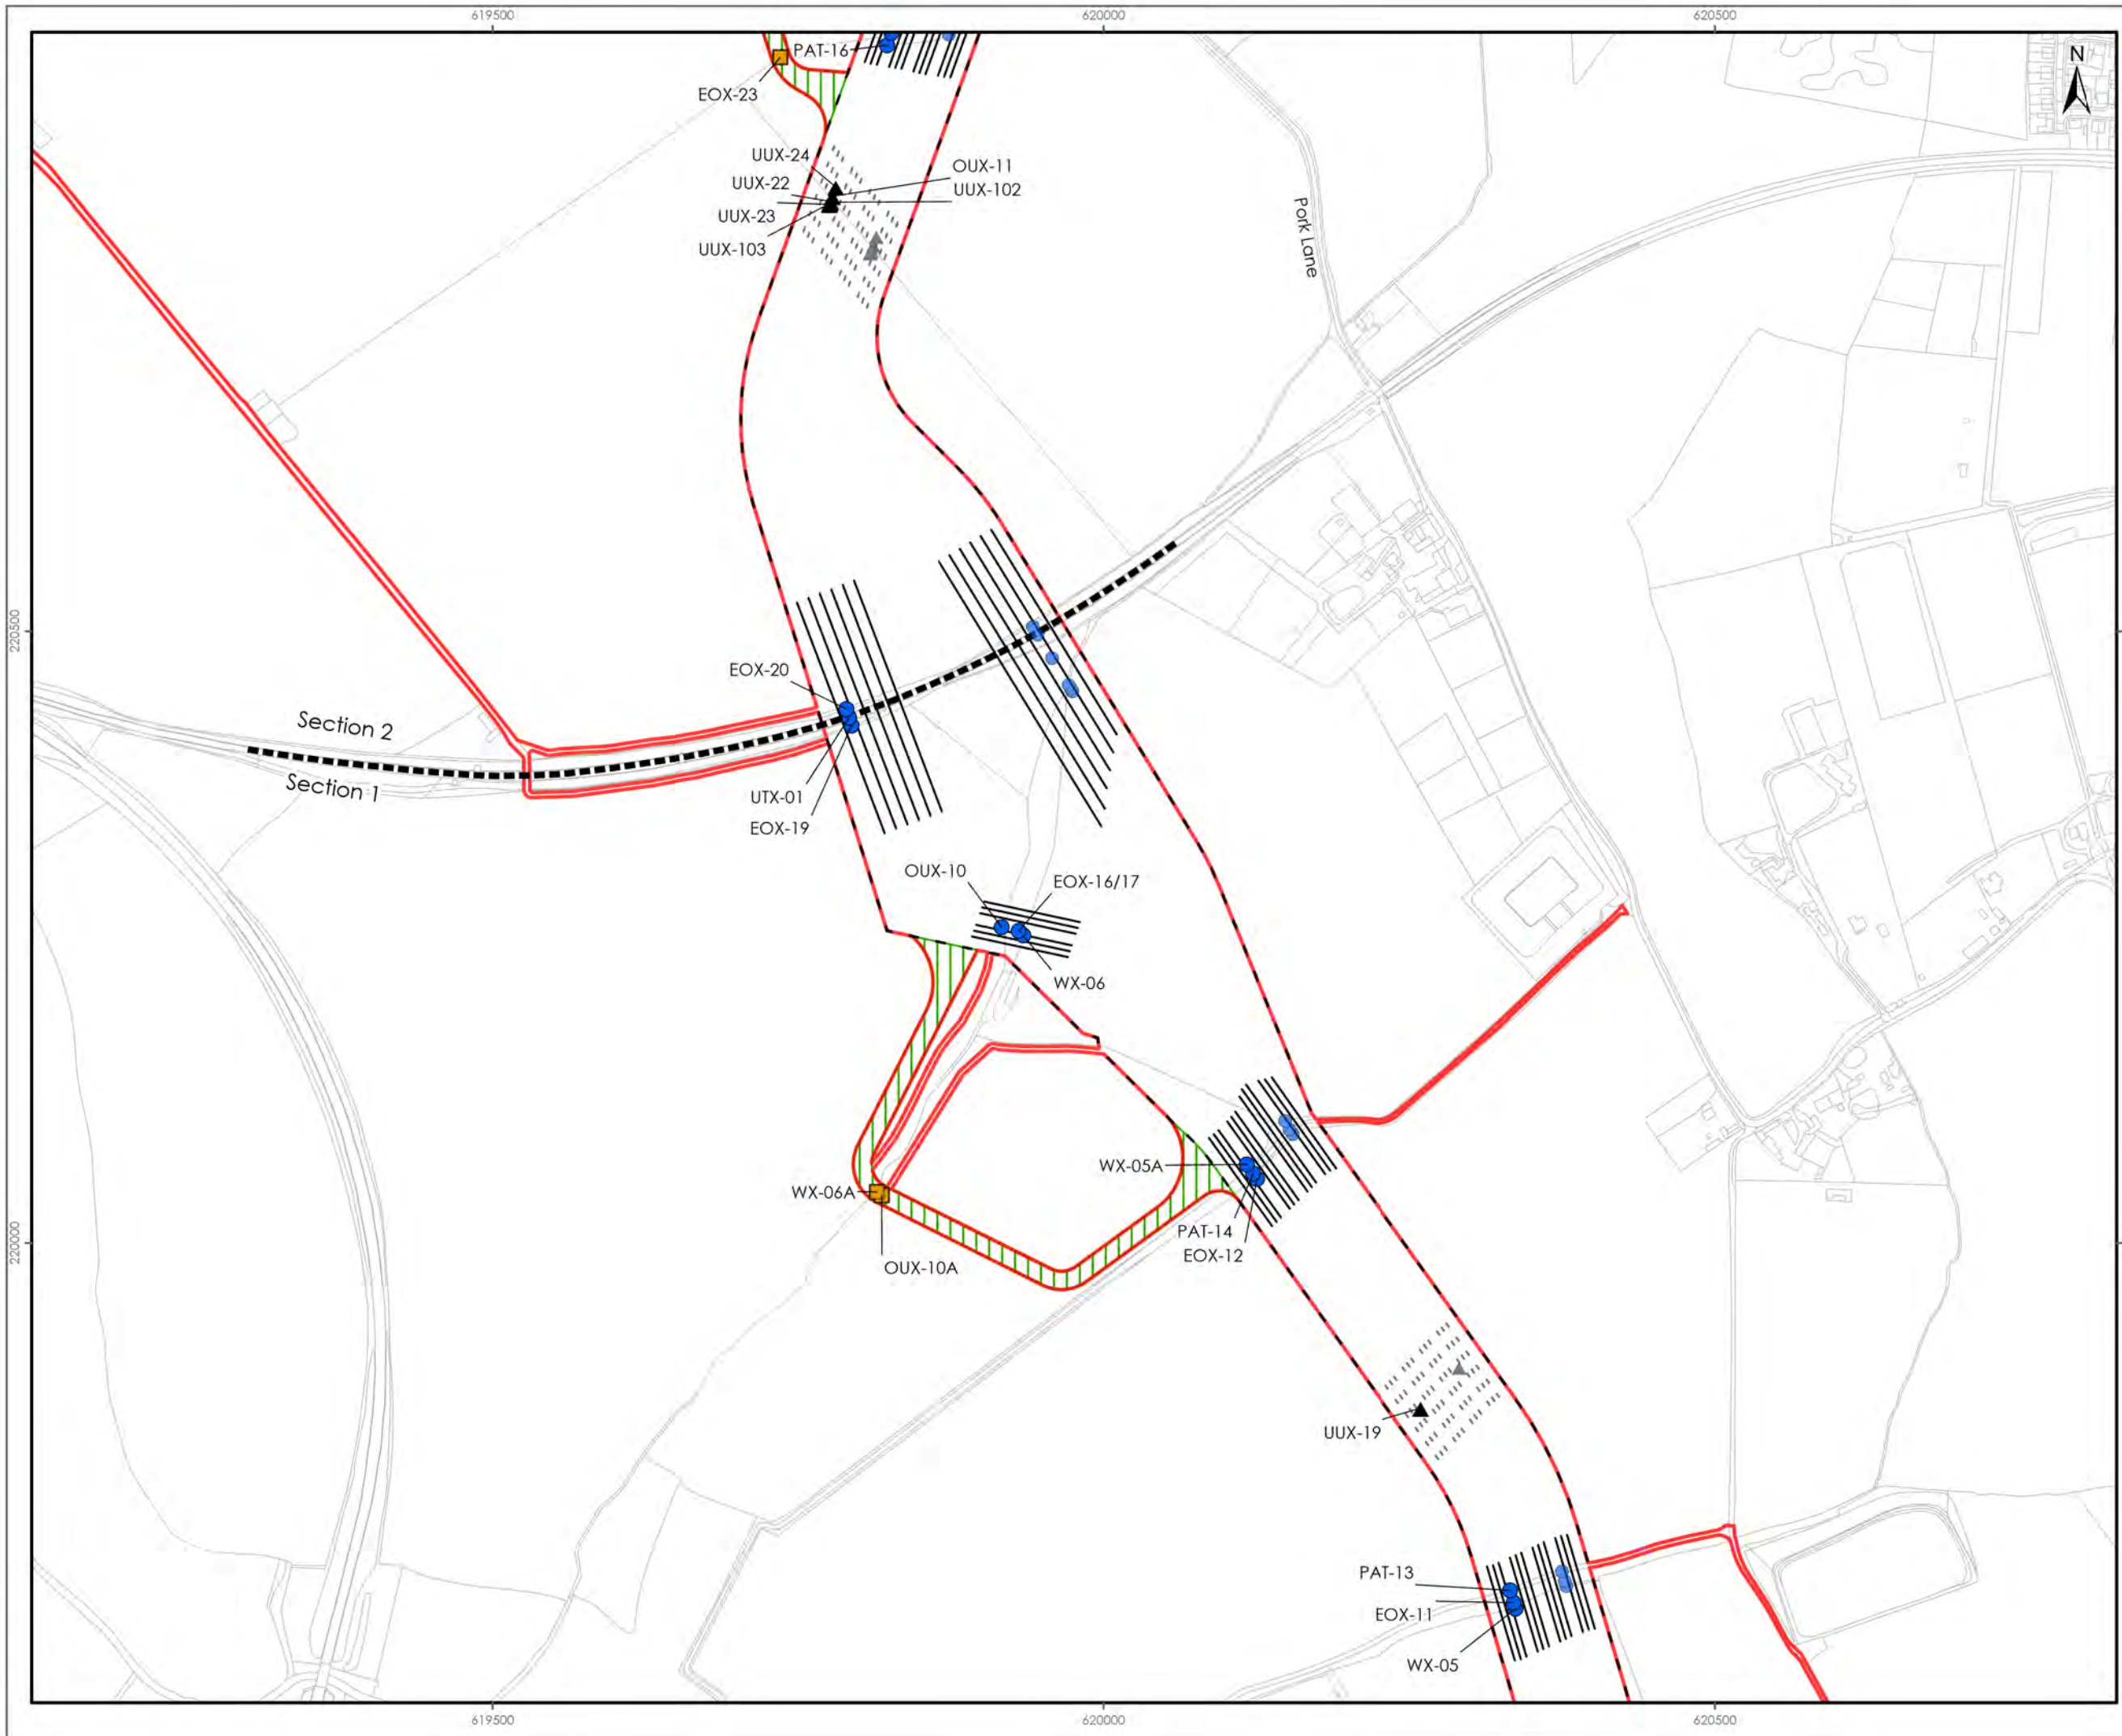 619500
620000
620500
N
PAT-16
EOX-23
UUX-24
OUX-11
UUX-22
UUX-102
UUX-23
UUX-103
Park Lane
220500
EOX-20
Section 2
Section 1
UTX-01
EOX-19
OUX-10
EOX-16/17
WX-06
WX-05A
WX-06A
PAT-14
220000
EOX-12
OUX-10A
UUX-19
PAT-13
EOX-11
WX-05
619500
620000
620500